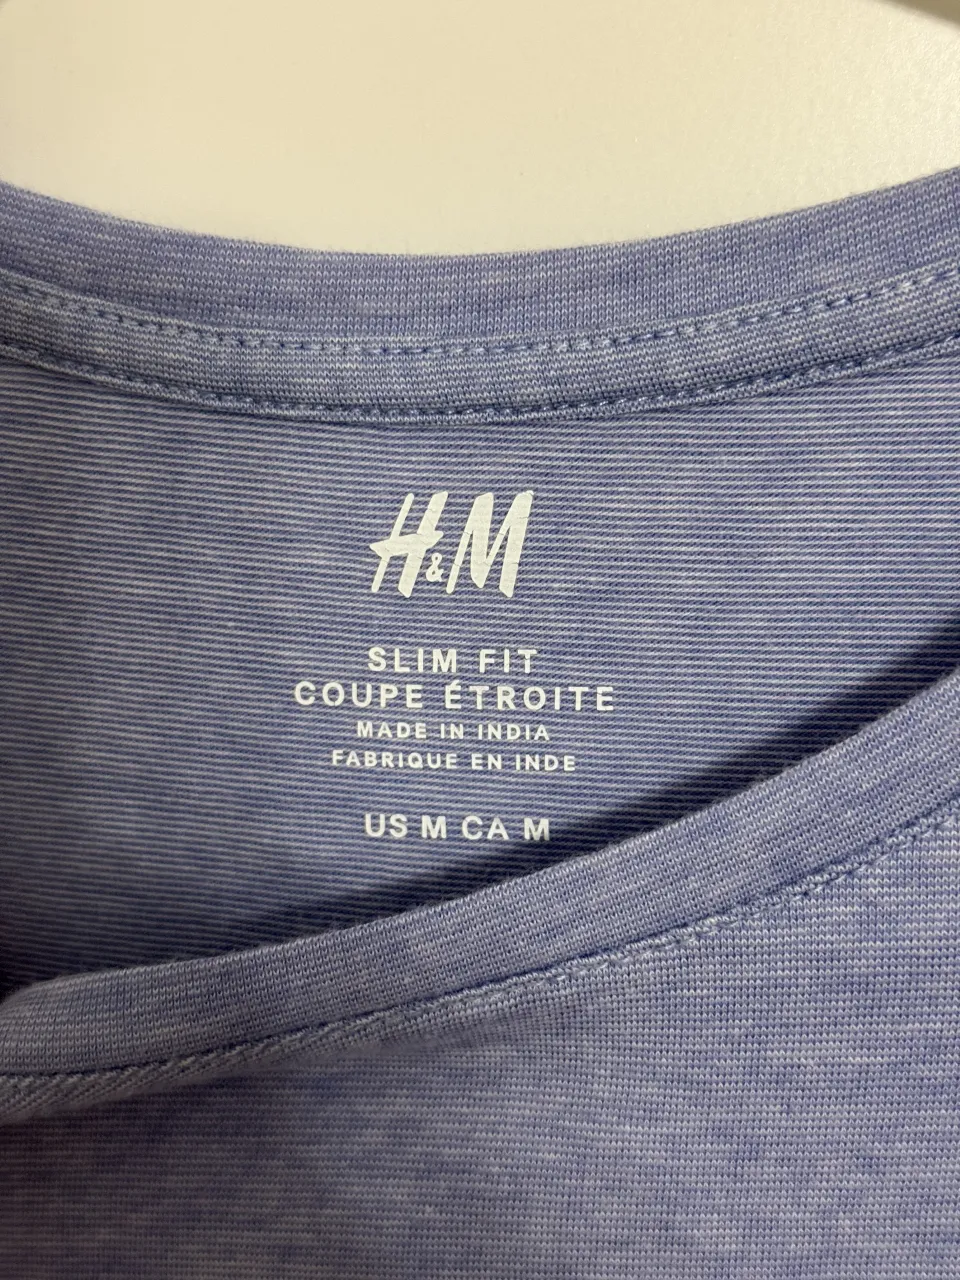 H&M
SLIM FIT
COUPE ÉTROITE
MADE IN INDIA
FABRIQUE EN INDE
US M CA M